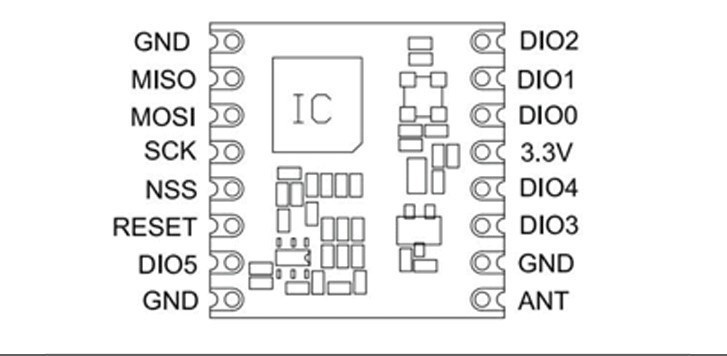 GND
MISO
MOSI
SCK
NSS
RESET
DIO5
GND
IC
DIO2
DIO1
DIO0
3.3V
DIO4
DIO3
GND
ANT